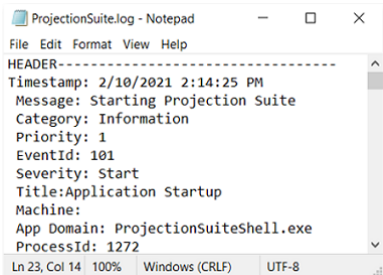 ProjectionSuite.log - Notepad
File Edit Format View Help
HEADER-----------------------------------
Timestamp: 2/10/2021 2:14:25 PM
Message: Starting Projection Suite
Category: Information
Priority: 1
EventId: 101
Severity: Start
Title:Application Startup
Machine:
App Domain: ProjectionSuiteShell.exe
ProcessId: 1272
Ln 23, Col 14 100% Windows (CRLF) UTF-8